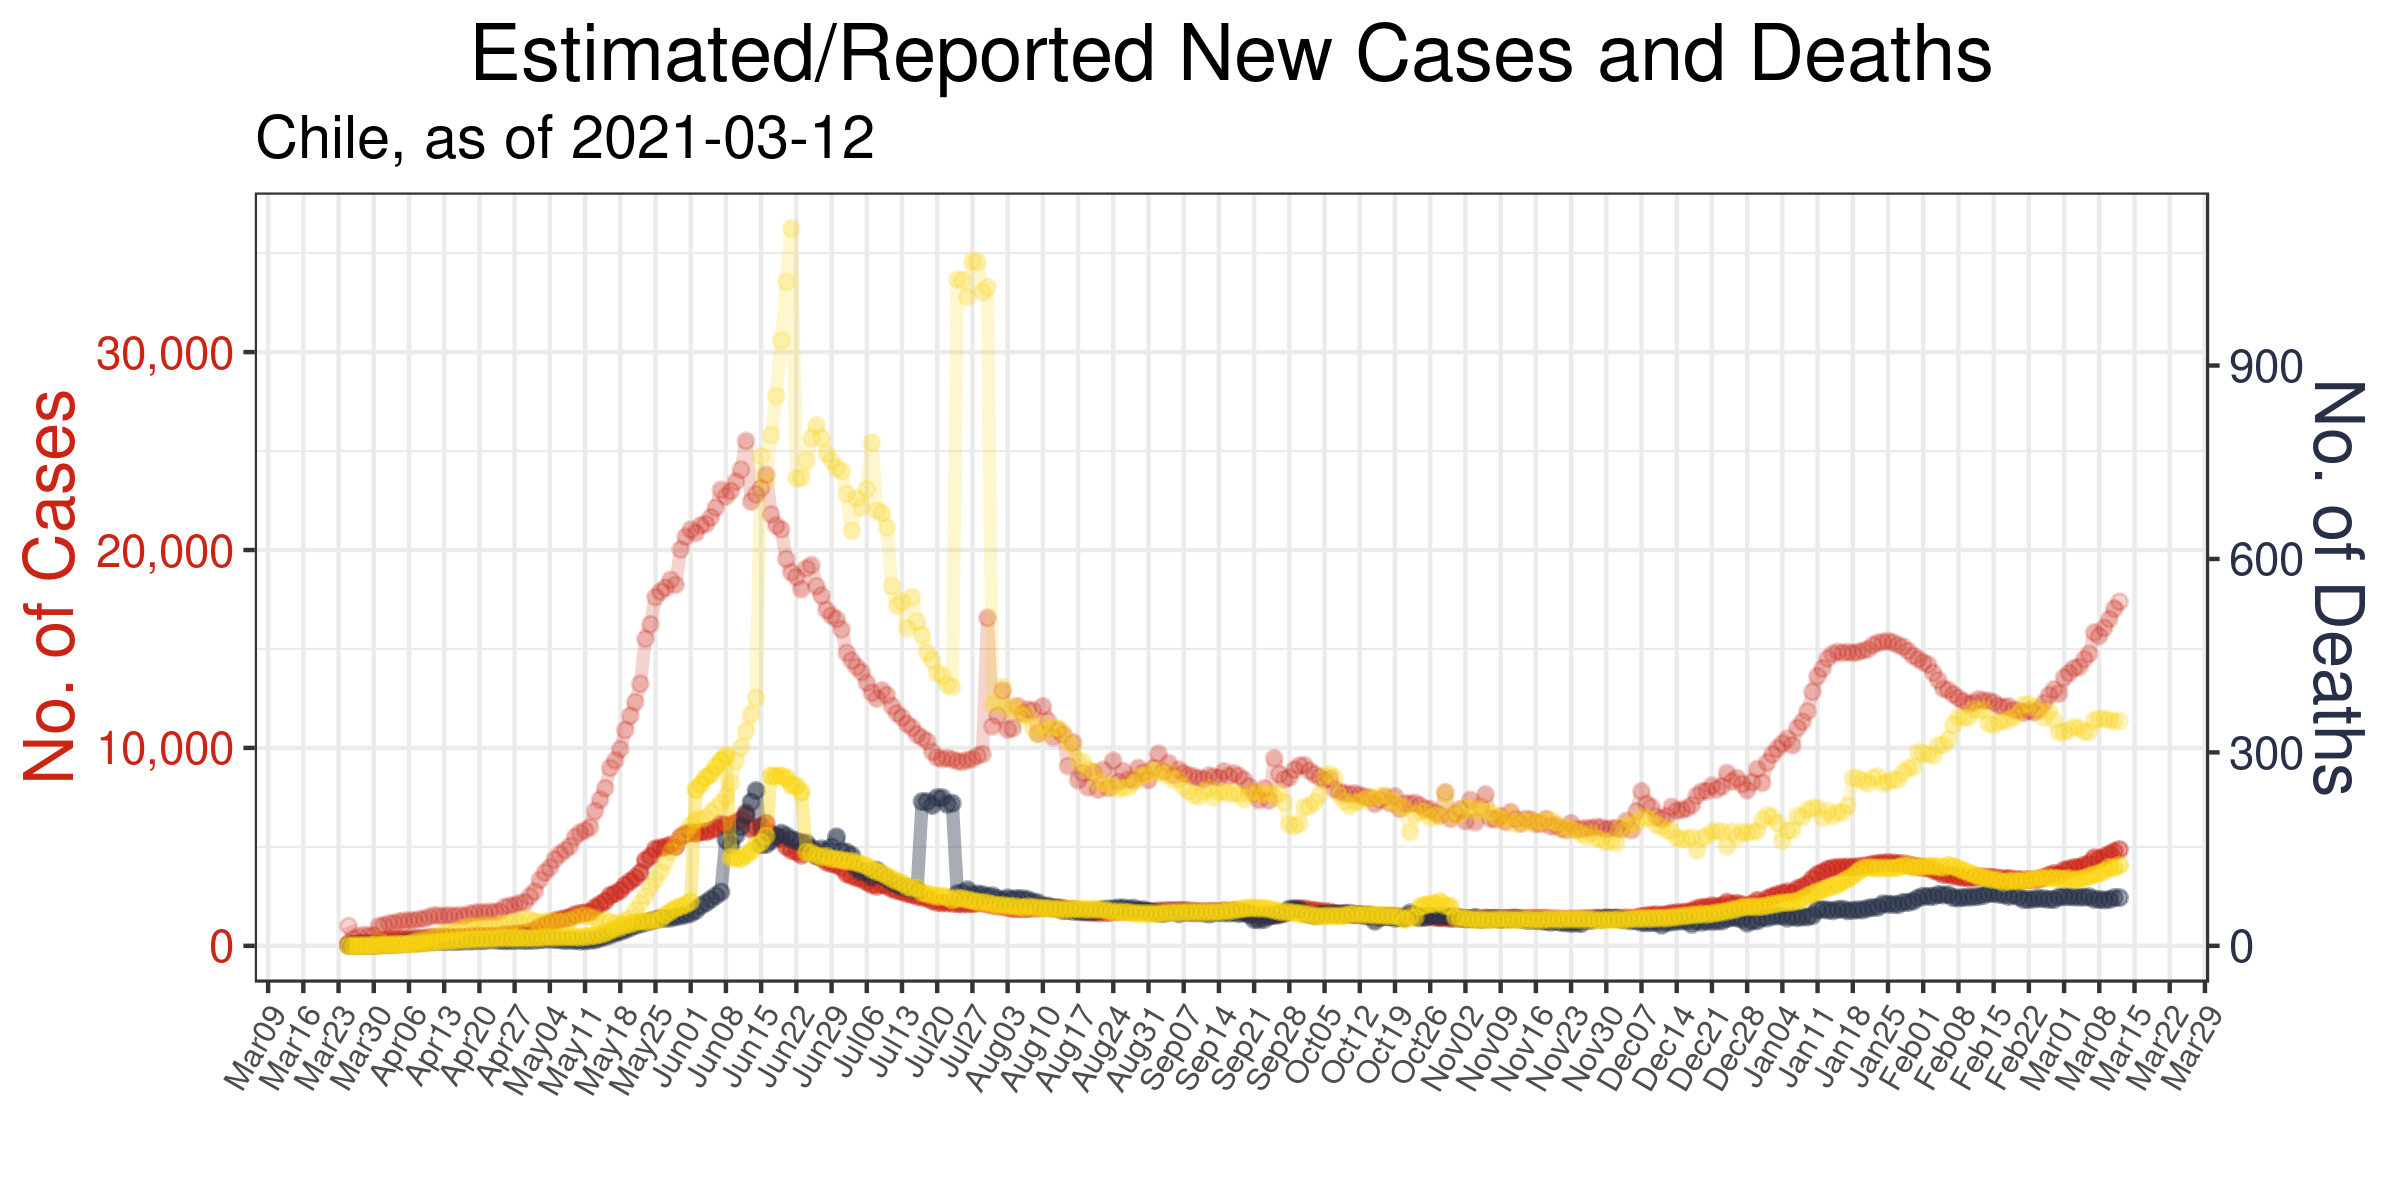 Estimated/Reported New Cases and Deaths
Chile, as of 2021-03-12
No. of Cases
30,000
20,000
10,000
0
900
600
300
0
No. of Deaths
Mar09
Mar16
Mar23
Mar30
Apr06
Apr13
Apr20
Apr27
May04
May11
May18
May25
Jun01
Jun08
Jun15
Jun22
Jun29
Jul06
Jul13
Jul20
Jul27
Aug03
Aug10
Aug17
Aug24
Aug31
Sep07
Sep14
Sep21
Sep28
Oct05
Oct12
Oct19
Oct26
Nov02
Nov09
Nov16
Nov23
Nov30
Dec07
Dec14
Dec21
Dec28
Jan04
Jan11
Jan18
Jan25
Feb01
Feb08
Feb15
Feb22
Mar01
Mar08
Mar15
Mar22
Mar29